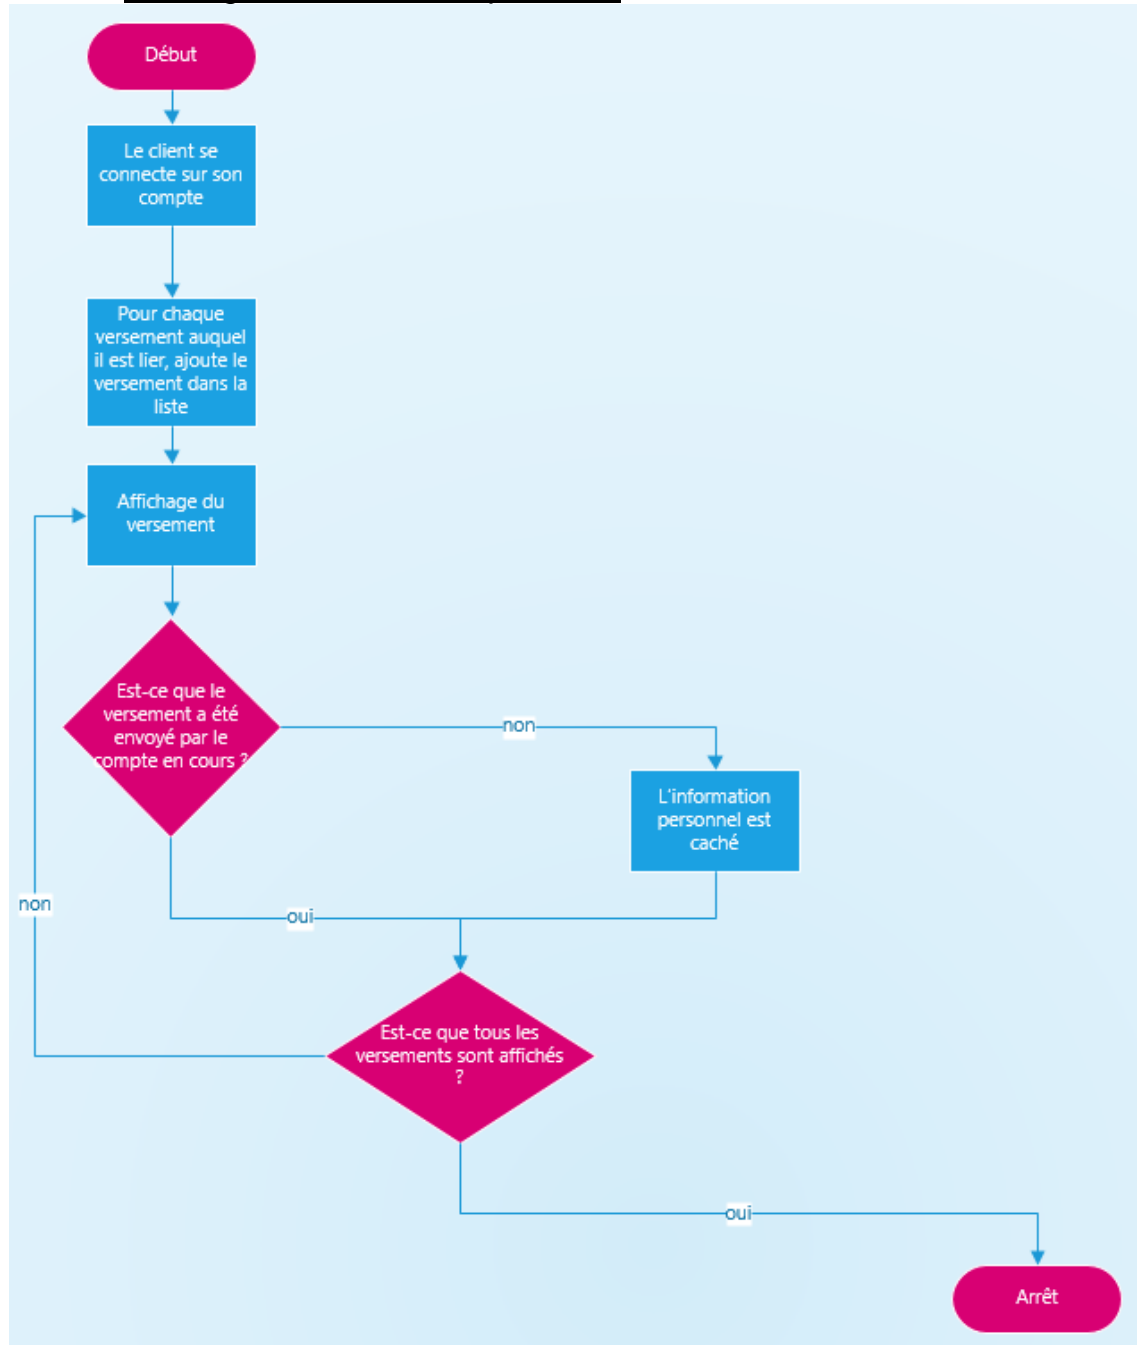 Début
Le client se
connecte sur son
compte
Pour chaque
versement auquel
il est lier, ajoute le
versement dans la
liste
Affichage du
versement
Est-ce que le
versement a été
envoyé par le
compte en cours ?
non
L'information
personnel est
caché
non
oui
Est-ce que tous les
versements sont affichés
?
oui
Arrêt